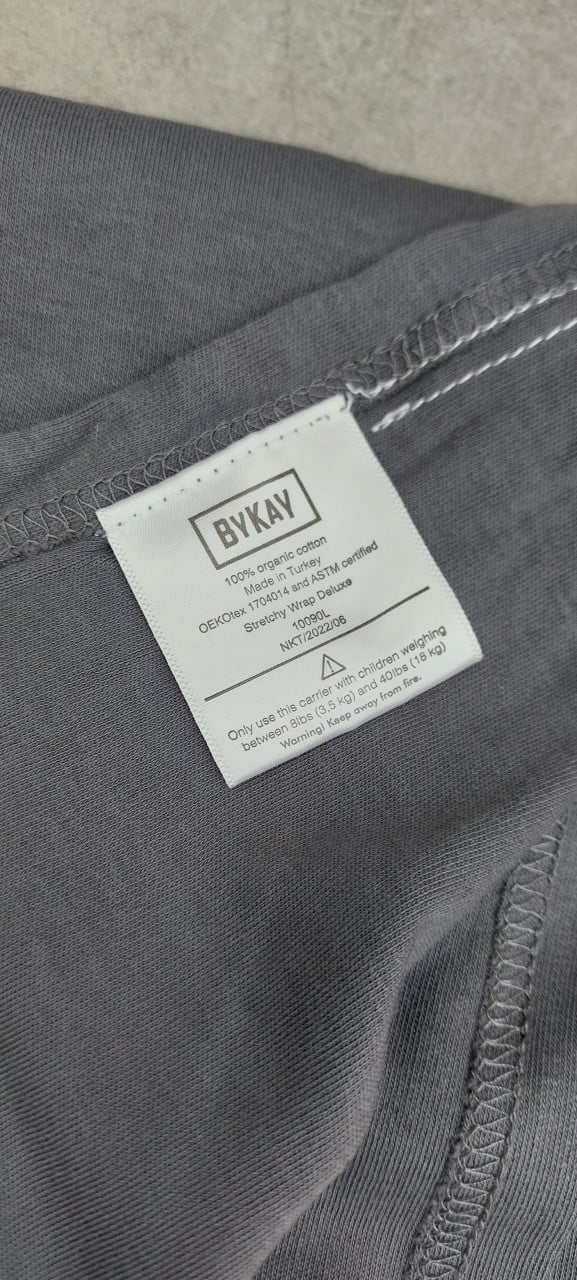 BYKAY
100% organic cotton
Made in Turkey
OEKOtex 1704014 and ASTM certified
Stretchy Wrap Deluxe
10090L
NKT/2022/06
Only use this carrier with children weighing
between 8lbs (3.5 kg) and 40lbs (18 kg)
Warning! Keep away from fire.